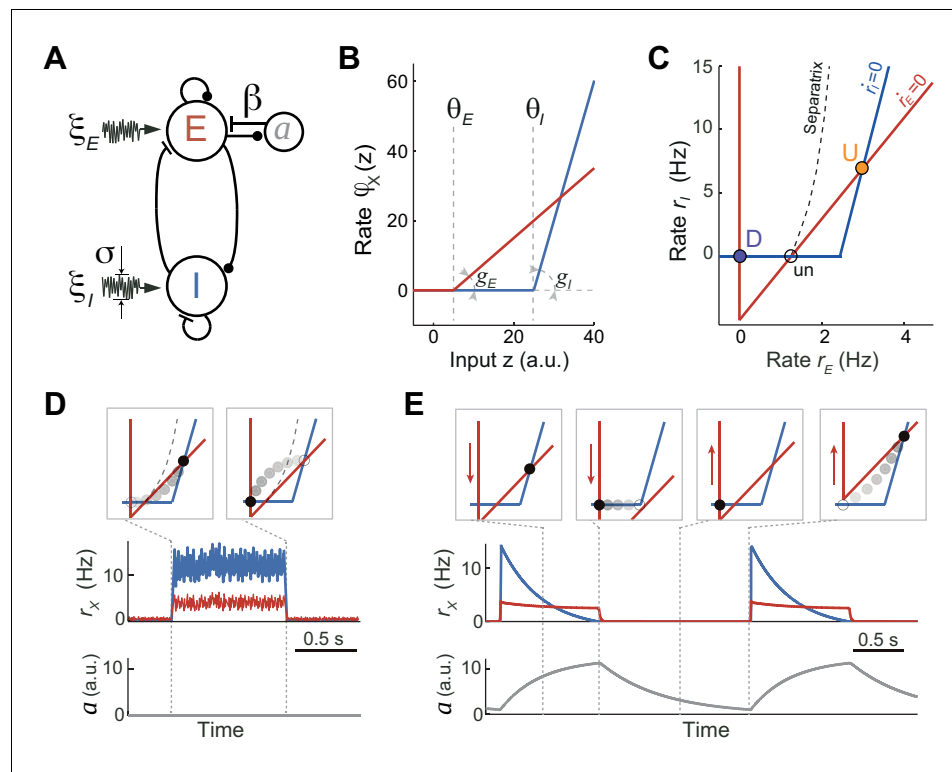 A
ξE
E
β
a
σ
ξI
I
B
Rate φX(z)
60
40
20
0
θE
θI
gE
gI
0
20
40
Input z (a.u.)
C
Rate rI (Hz)
15
10
5
0
Separatrix
ṙI=0
ṙE=0
U
D
un
0
2
4
Rate rE (Hz)
D
rX (Hz)
10
0
0.5 s
a (a.u.)
10
0
Time
E
10
0
0.5 s
10
0
Time